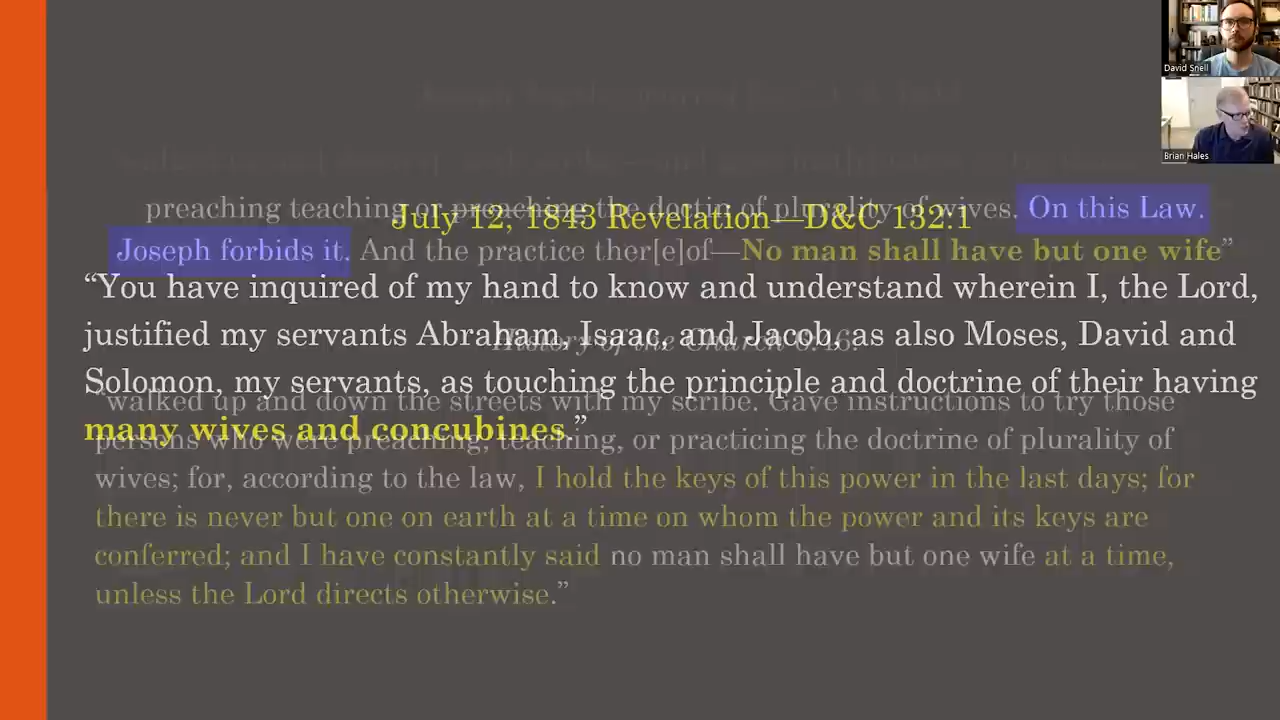 David Snell
Brian Hales
preaching teaching or preaching the doctin of plurality of wives. On this Law.
July 12, 1843 Revelation—D&C 132:1
Joseph forbids it. And the practice ther[e]of—No man shall have but one wife”
“You have inquired of my hand to know and understand wherein I, the Lord,
justified my servants Abraham, Isaac, and Jacob, as also Moses, David and
History of the Church 6:46:
Solomon, my servants, as touching the principle and doctrine of their having
“walked up and down the streets with my scribe. Gave instructions to try those
many wives and concubines.”
persons who were preaching, teaching, or practicing the doctrine of plurality of
wives; for, according to the law, I hold the keys of this power in the last days; for
there is never but one on earth at a time on whom the power and its keys are
conferred; and I have constantly said no man shall have but one wife at a time,
unless the Lord directs otherwise.”